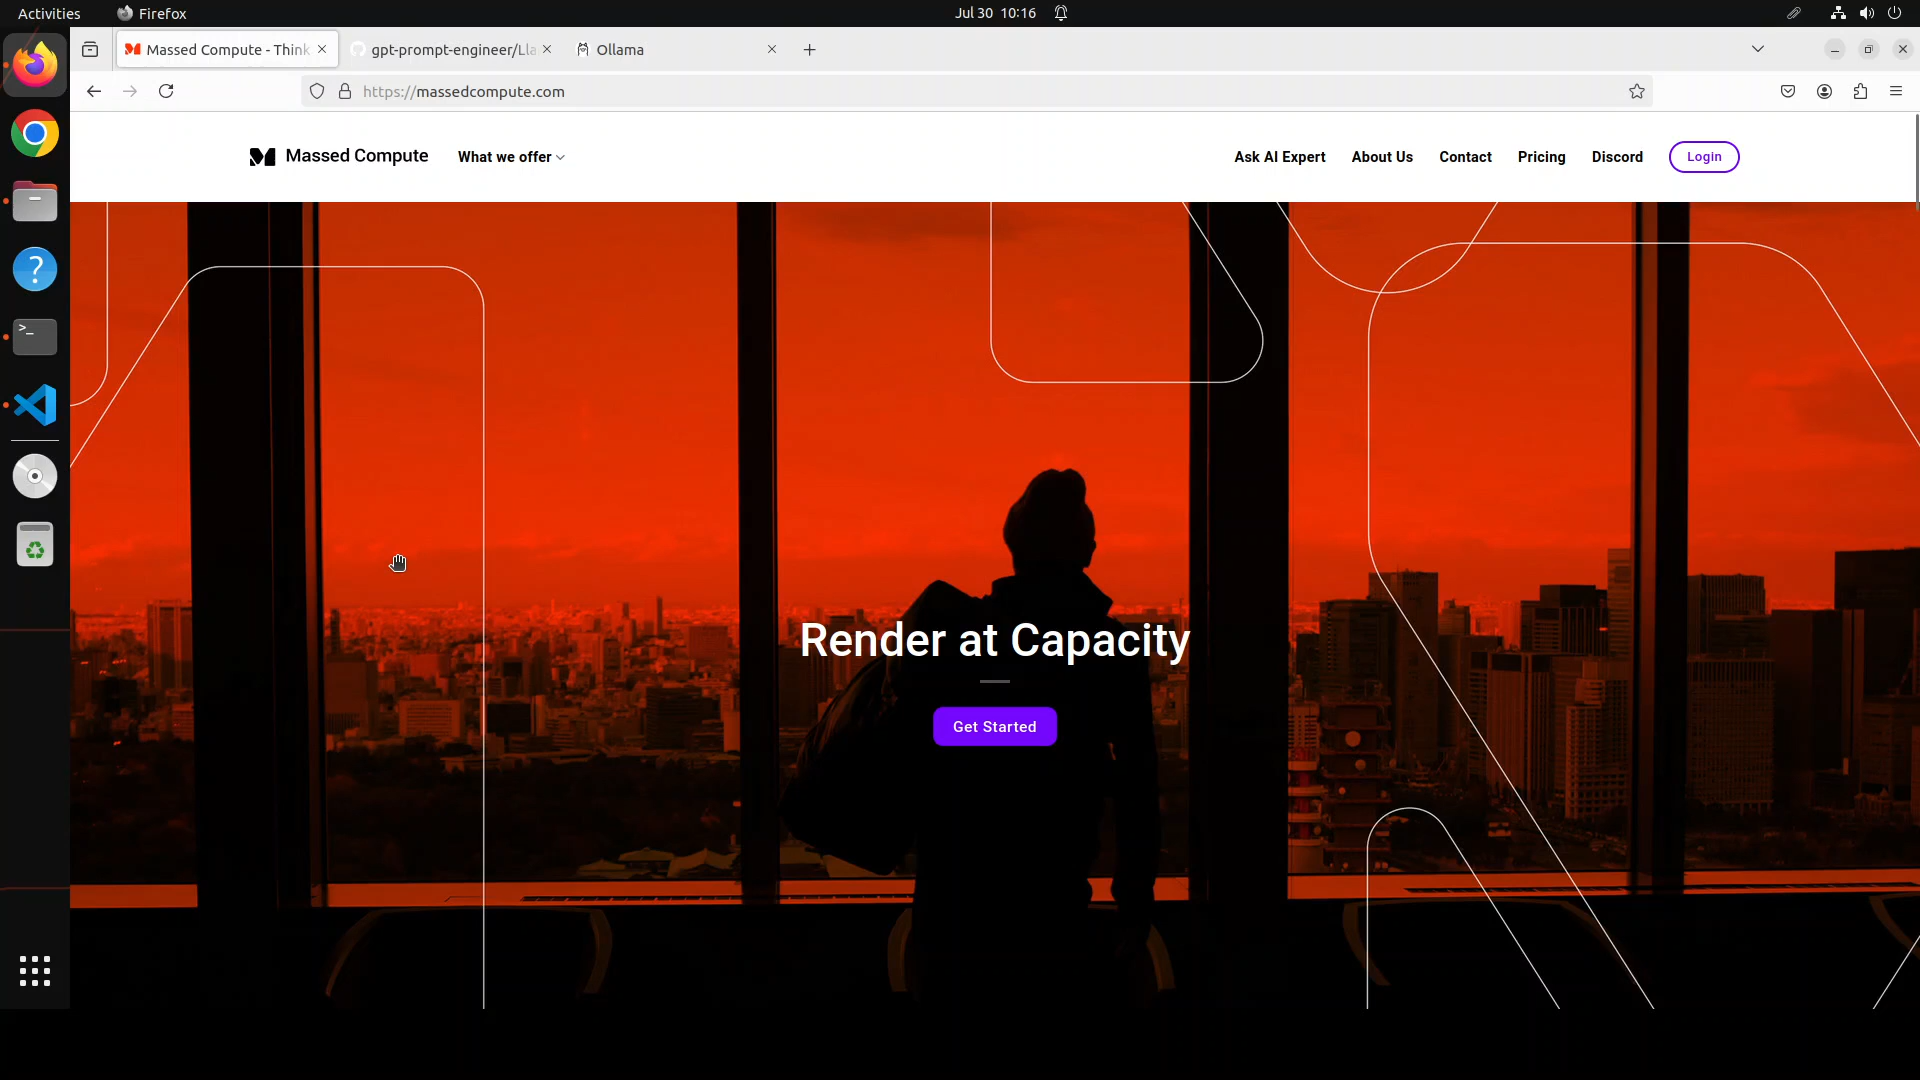 Activities
Firefox
Jul 30 10:16
Massed Compute - Think
gpt-prompt-engineer/Lla
Ollama
https://massedcompute.com
Massed Compute
What we offer
Ask AI Expert
About Us
Contact
Pricing
Discord
Login
Render at Capacity
Get Started